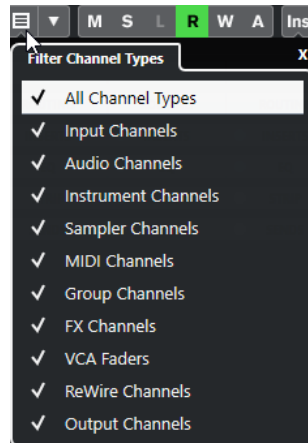 M S L R W A Ins
Filter Channel Types X
All Channel Types
Input Channels
Audio Channels
Instrument Channels
Sampler Channels
MIDI Channels
Group Channels
FX Channels
VCA Faders
ReWire Channels
Output Channels